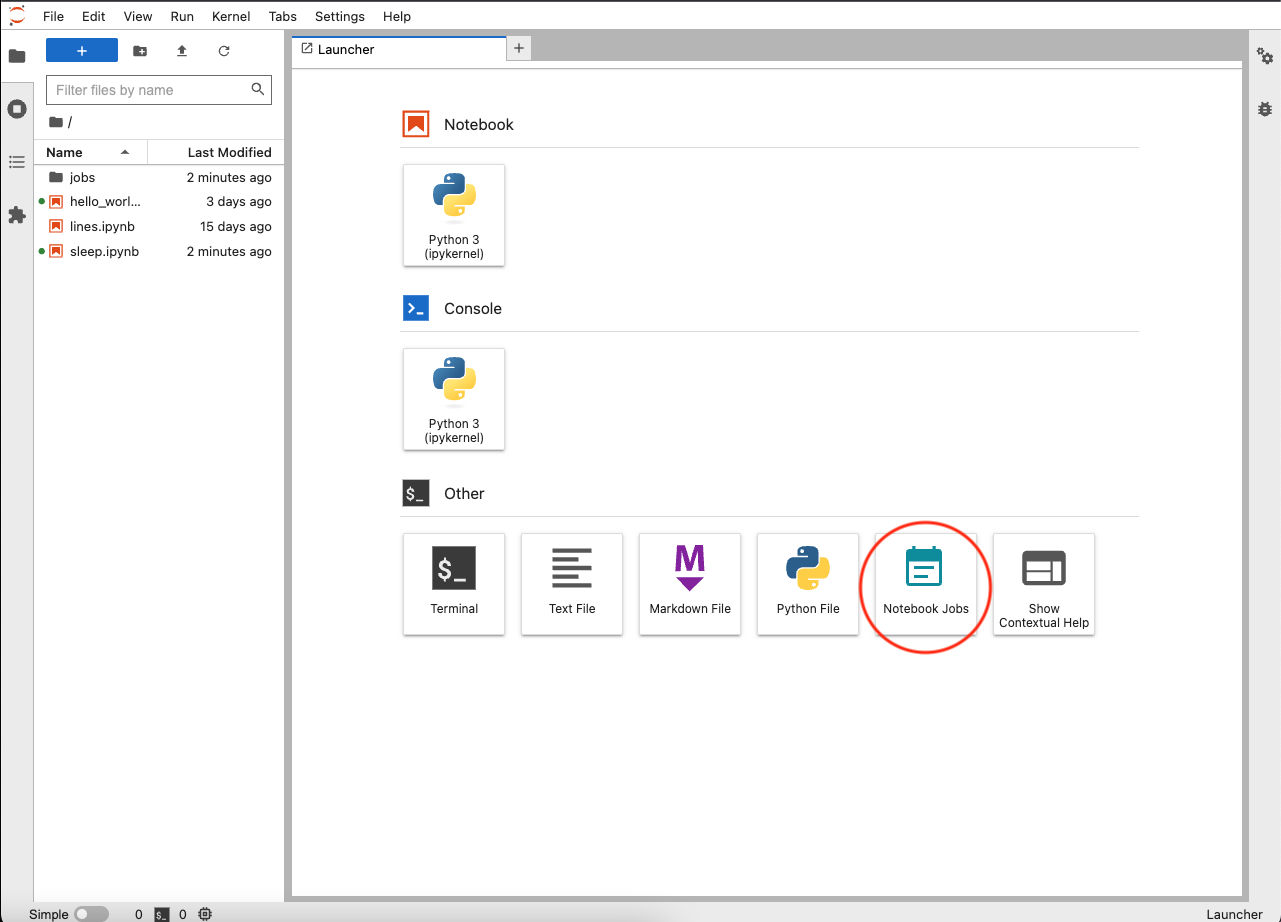 File Edit View Run Kernel Tabs Settings Help
Launcher
Filter files by name
/
Name Last Modified
jobs 2 minutes ago
hello_worl... 3 days ago
lines.ipynb 15 days ago
sleep.ipynb 2 minutes ago
Notebook
Python 3
(ipykernel)
Console
Python 3
(ipykernel)
$_ Other
$_
M
Terminal
Text File
Markdown File
Python File
Notebook Jobs
Show
Contextual Help
Simple 0 $_ 0
Launcher